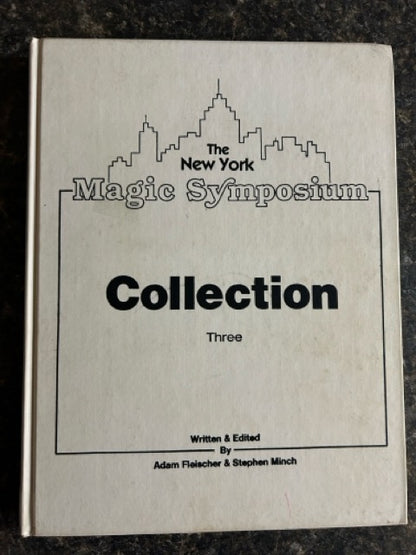 The
New York
Magic Symposium
Collection
Three
Written & Edited
By
Adam Fleischer & Stephen Minch